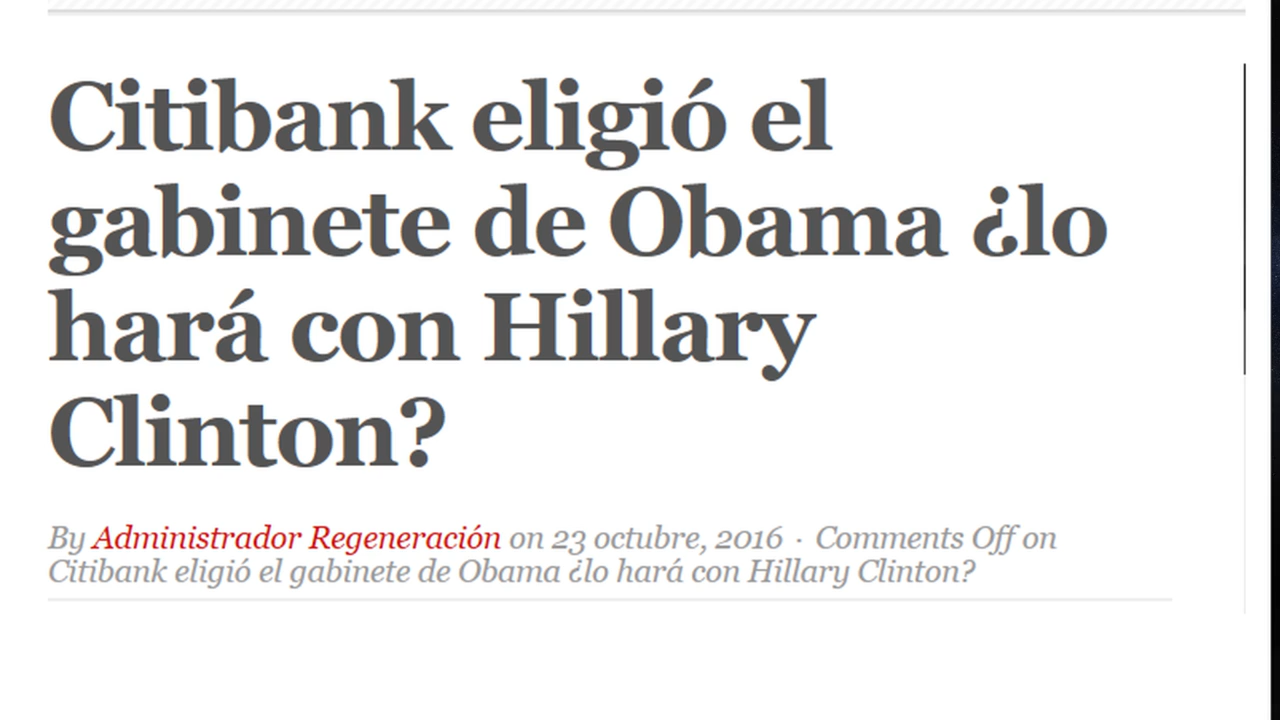 Citibank eligió el
gabinete de Obama ¿lo
hará con Hillary
Clinton?
By Administrador Regeneración on 23 octubre, 2016 · Comments Off on
Citibank eligió el gabinete de Obama ¿lo hará con Hillary Clinton?